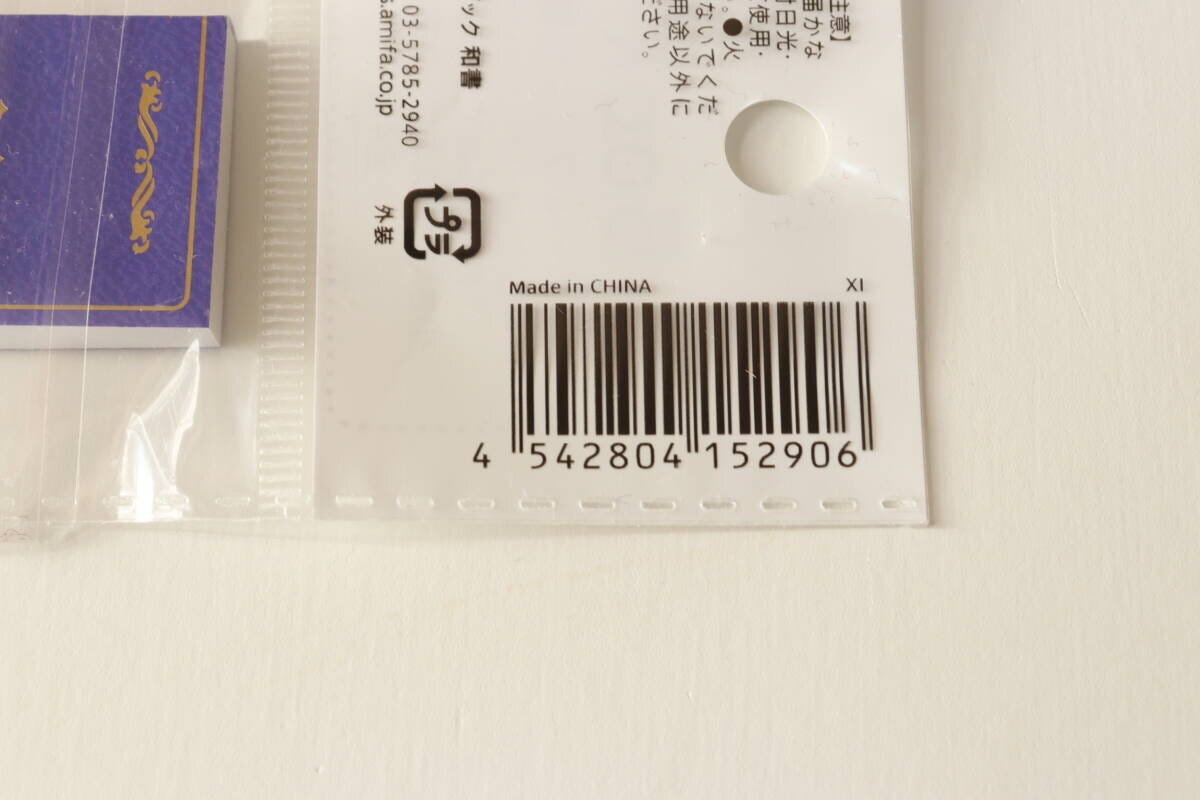 注意】
届かな
日光・
使用・
。●火
ないでくだ
用途以外に
ださい。
ック 和書
03-5785-2940
s.amifa.co.jp
プラ
外装
Made in CHINA
XI
4 542804 152906